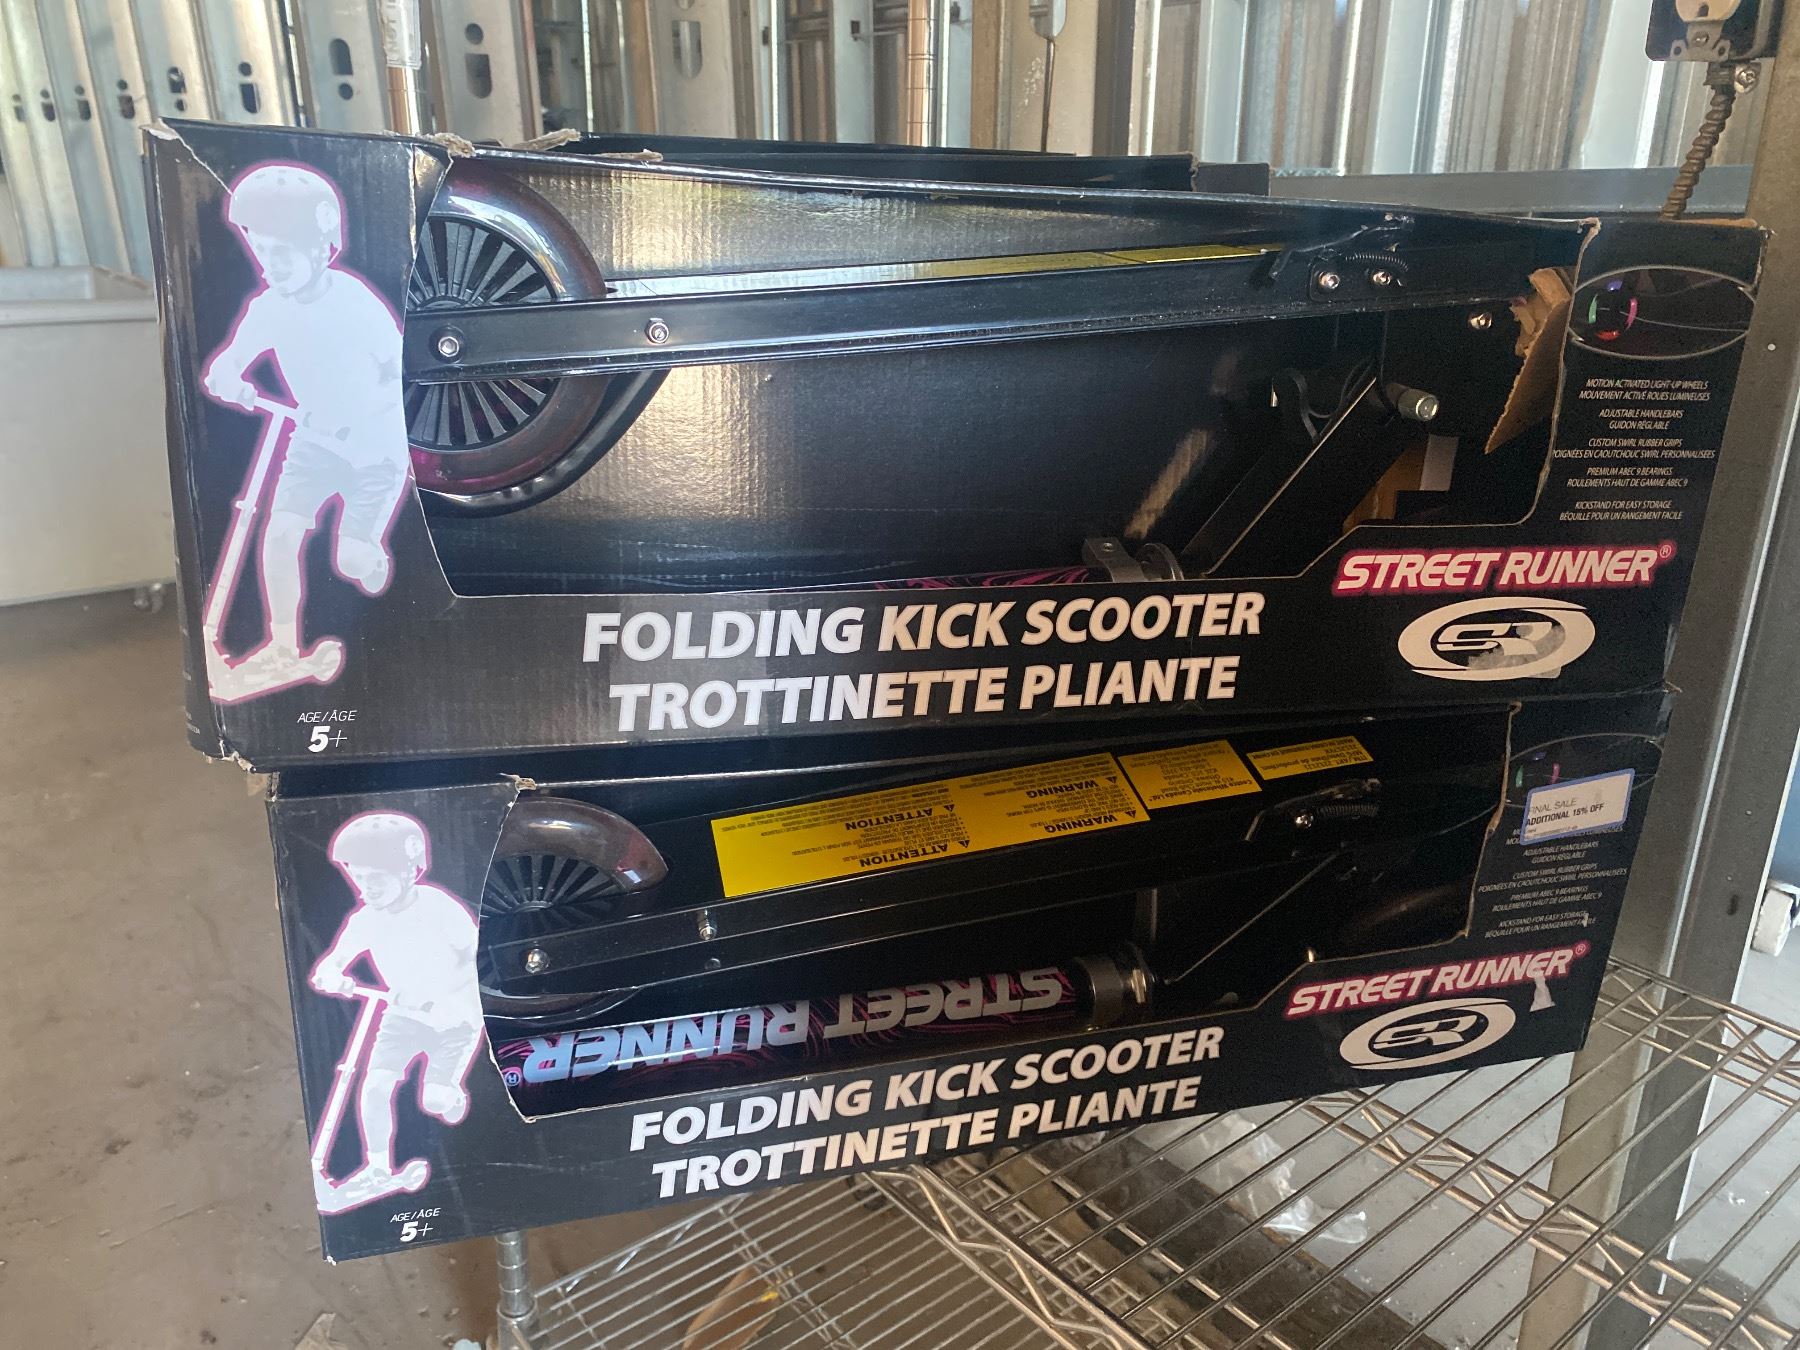 MOTION ACTIVATED LIGHT-UP WHEELS
MOUVEMENT ACTIVÉ ROUES LUMINEUSES
ADJUSTABLE HANDLEBARS
GUIDON RÉGLABLE
CUSTOM SWIRL RUBBER GRIPS
POIGNÉES EN CAOUTCHOUC SWIRL PERSONNALISEES
PREMIUM ABEC 9 BEARINGS
ROULEMENTS HAUT DE GAMME ABEC 9
KICKSTAND FOR EASY STORAGE
BÉQUILLE POUR UN RANGEMENT FACILE
STREET RUNNER®
SR
FOLDING KICK SCOOTER
TROTTINETTE PLIANTE
AGE/ÂGE
5+
WARNING
ATTENTION
WARNING
ATTENTION
FINAL SALE
ADDITIONAL 15% OFF
ADJUSTABLE HANDLEBARS
GUIDON RÉGLABLE
CUSTOM SWIRL RUBBER GRIPS
POIGNÉES EN CAOUTCHOUC SWIRL PERSONNALISEES
PREMIUM ABEC 9 BEARINGS
ROULEMENTS HAUT DE GAMME ABEC 9
KICKSTAND FOR EASY STORAGE
BÉQUILLE POUR UN RANGEMENT FACILE
STREET RUNNER®
STREET RUNNER®
SR
FOLDING KICK SCOOTER
TROTTINETTE PLIANTE
AGE/ÂGE
5+